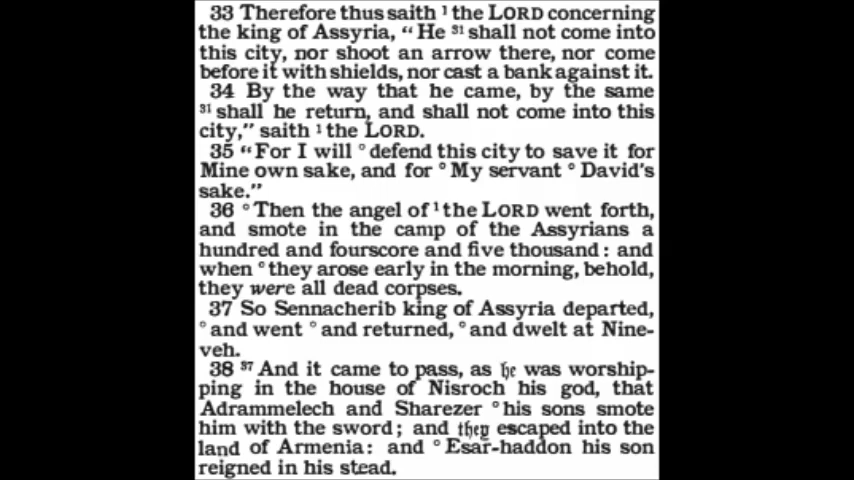 33 Therefore thus saith ¹ the LORD concerning
the king of Assyria, “ He ³¹ shall not come into
this city, nor shoot an arrow there, nor come
before it with shields, nor cast a bank against it.
34 By the way that he came, by the same
³¹ shall he return, and shall not come into this
city,” saith ¹ the LORD.
35 “For I will ° defend this city to save it for
Mine own sake, and for ° My servant ° David's
sake.”
36 ° Then the angel of ¹ the LORD went forth,
and smote in the camp of the Assyrians a
hundred and fourscore and five thousand : and
when ° they arose early in the morning, behold,
they were all dead corpses.
37 So Sennacherib king of Assyria departed,
° and went ° and returned, ° and dwelt at Nine-
veh.
38 ³⁷ And it came to pass, as he was worship-
ping in the house of Nisroch his god, that
Adrammelech and Sharezer ° his sons smote
him with the sword ; and they escaped into the
land of Armenia : and ° Esar-haddon his son
reigned in his stead.